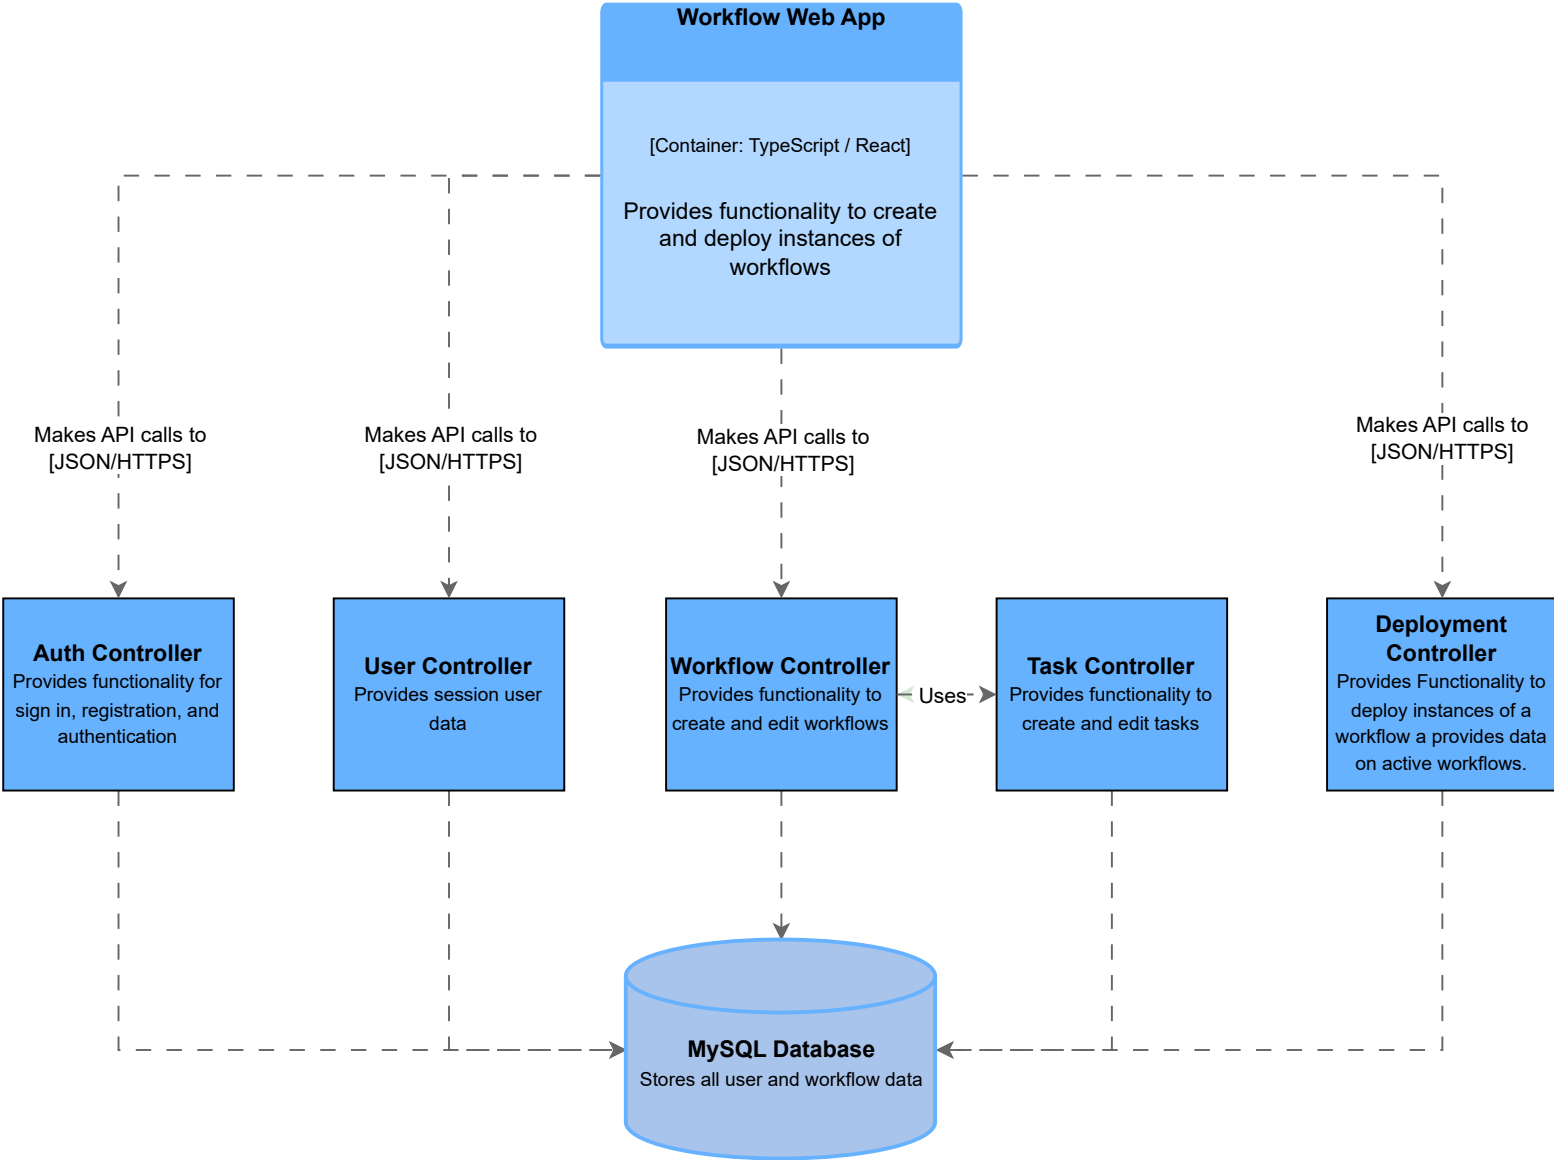 Workflow Web App
[Container: TypeScript / React]
Provides functionality to create
and deploy instances of
workflows
Makes API calls to
[JSON/HTTPS]
Makes API calls to
[JSON/HTTPS]
Makes API calls to
[JSON/HTTPS]
Makes API calls to
[JSON/HTTPS]
Auth Controller
Provides functionality for
sign in, registration, and
authentication
User Controller
Provides session user
data
Workflow Controller
Provides functionality to
create and edit workflows
Uses
Task Controller
Provides functionality to
create and edit tasks
Deployment
Controller
Provides Functionality to
deploy instances of a
workflow a provides data
on active workflows.
MySQL Database
Stores all user and workflow data